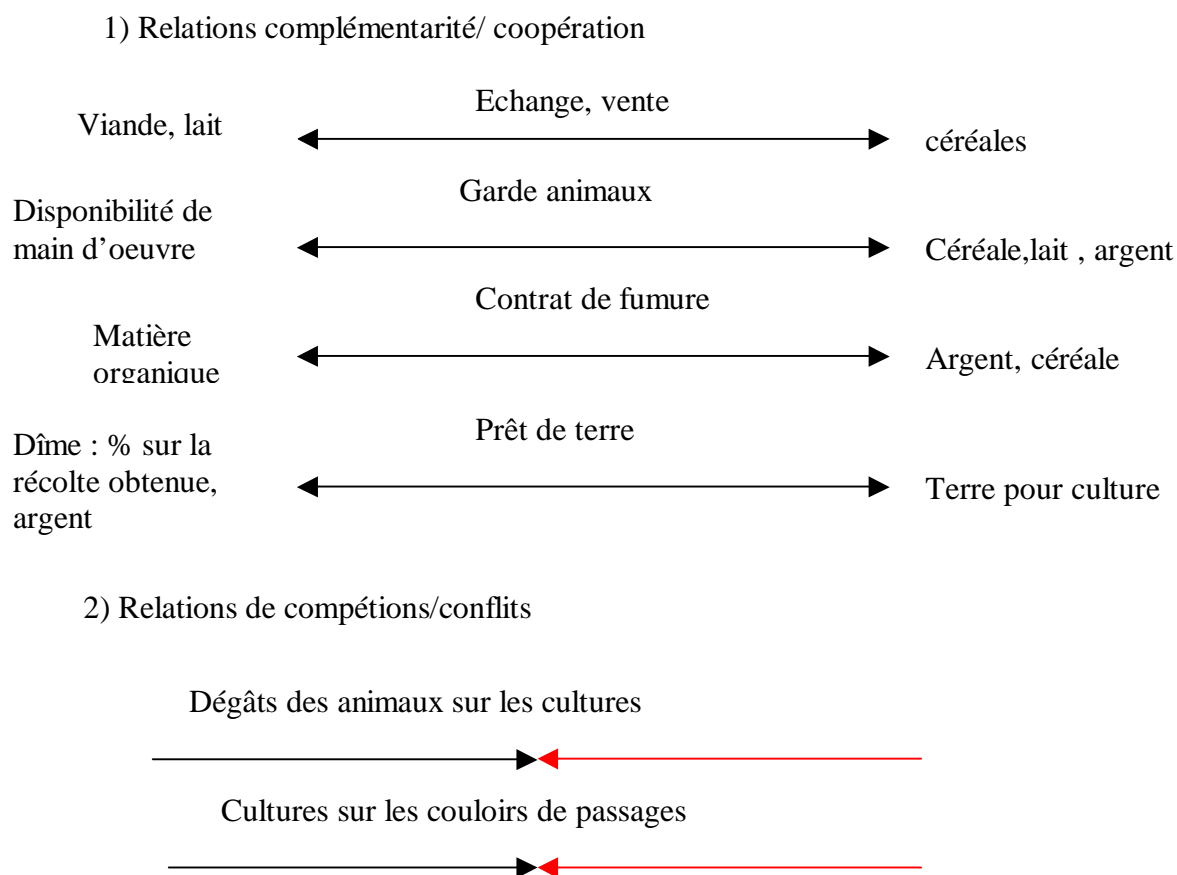 1) Relations complémentarité/ coopération
Echange, vente
Viande, lait
céréales
Garde animaux
Disponibilité de
main d'oeuvre
Céréale,lait , argent
Contrat de fumure
Matière
organique
Argent, céréale
Prêt de terre
Dîme : % sur la
récolte obtenue,
argent
Terre pour culture
2) Relations de compétions/conflits
Dégâts des animaux sur les cultures
Cultures sur les couloirs de passages